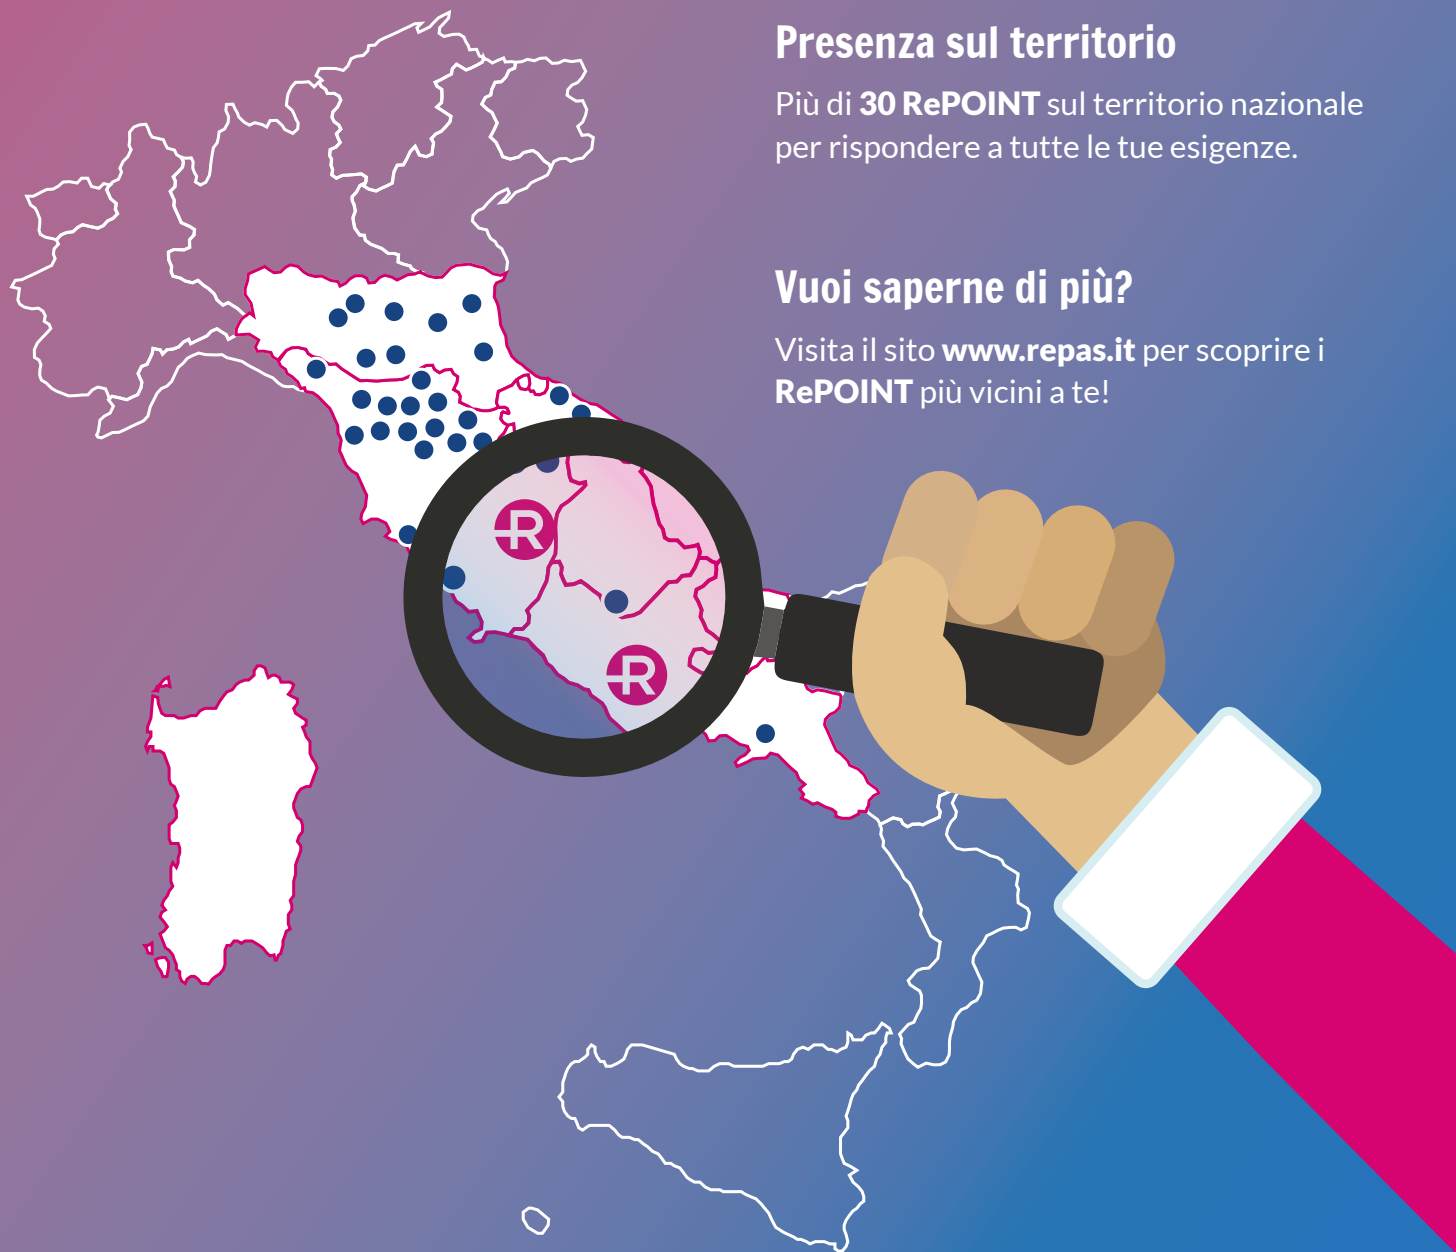 Presenza sul territorio
Più di 30 RePOINT sul territorio nazionale
per rispondere a tutte le tue esigenze.
Vuoi saperne di più?
Visita il sito www.repas.it per scoprire i
RePOINT più vicini a te!
R
R